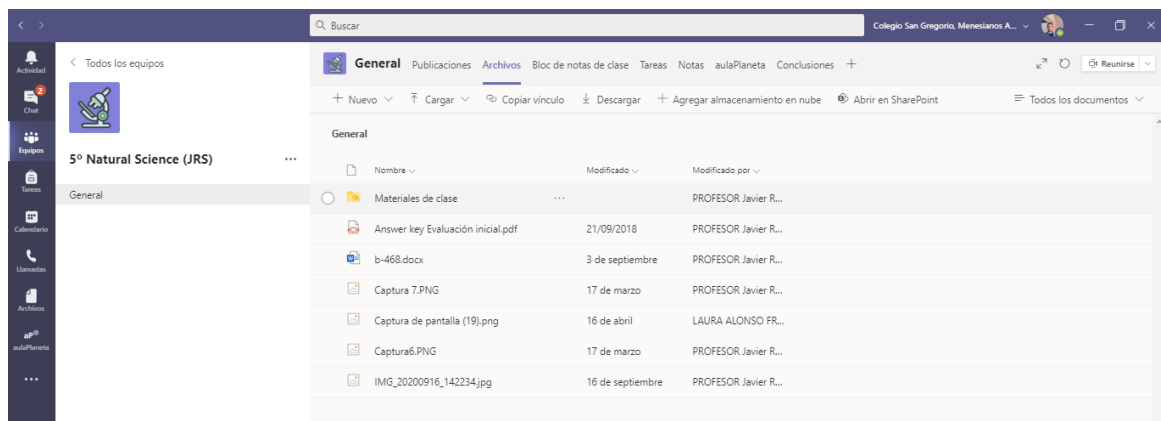 Buscar
Colegio San Gregorio, Menesianos A...
Actividad
Chat
2
Equipos
Tareas
Calendario
Llamadas
Archivos
aP
aulaPlaneta
Todos los equipos
5º Natural Science (JRS)
General
General Publicaciones Archivos Bloc de notas de clase Tareas Notas aulaPlaneta Conclusiones
Reunirse
Nuevo Cargar Copiar vínculo Descargar Agregar almacenamiento en nube Abrir en SharePoint Todos los documentos
General
Nombre Modificado Modificado por
Materiales de clase PROFESOR Javier R...
Answer key Evaluación inicial.pdf 21/09/2018 PROFESOR Javier R...
b-468.docx 3 de septiembre PROFESOR Javier R...
Captura 7.PNG 17 de marzo PROFESOR Javier R...
Captura de pantalla (19).png 16 de abril LAURA ALONSO FR...
Captura6.PNG 17 de marzo PROFESOR Javier R...
IMG_20200916_142234.jpg 16 de septiembre PROFESOR Javier R...